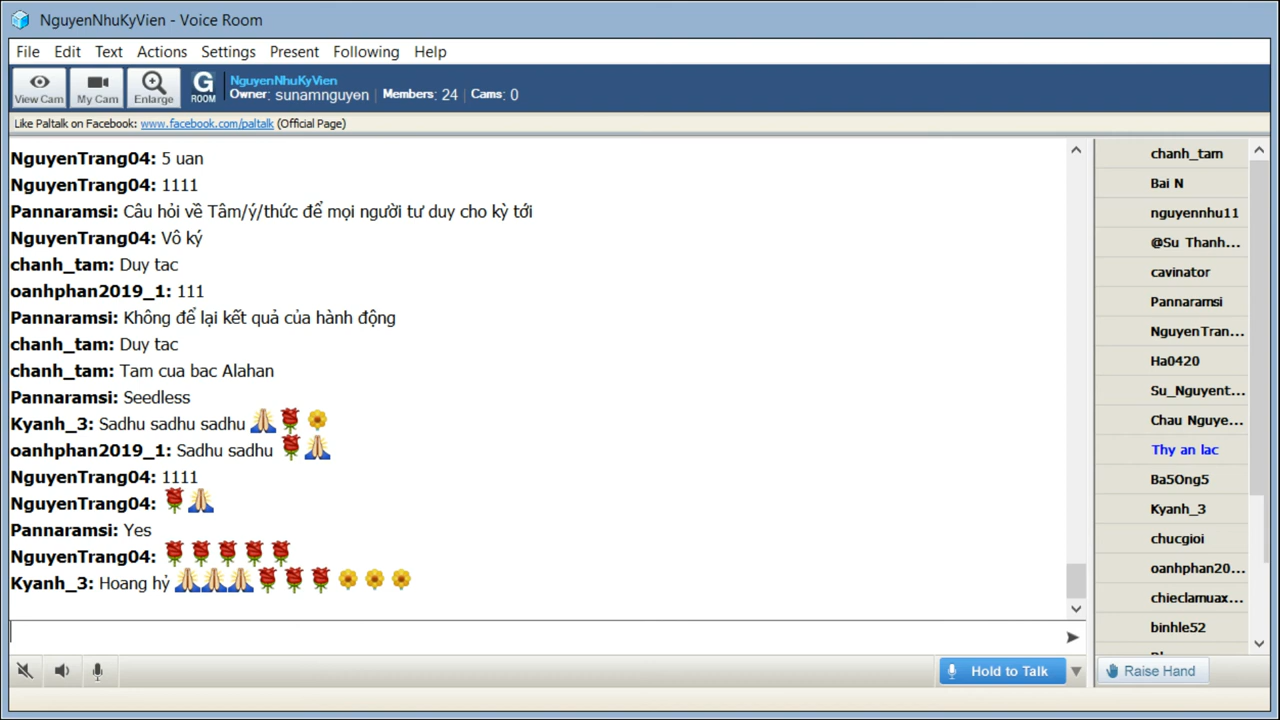 NguyenNhuKyVien - Voice Room
File Edit Text Actions Settings Present Following Help
View Cam
My Cam
Enlarge
G
ROOM
NguyenNhuKyVien
Owner: sunamnguyen | Members: 24 | Cams: 0
Like Paltalk on Facebook: www.facebook.com/paltalk (Official Page)
NguyenTrang04: 5 uan
NguyenTrang04: 1111
Pannaramsi: Câu hỏi về Tâm/ý/thức để mọi người tư duy cho kỳ tới
NguyenTrang04: Vô ký
chanh_tam: Duy tac
oanhphan2019_1: 111
Pannaramsi: Không để lại kết quả của hành động
chanh_tam: Duy tac
chanh_tam: Tam cua bac Alahan
Pannaramsi: Seedless
Kyanh_3: Sadhu sadhu sadhu 🙏🌹🌼
oanhphan2019_1: Sadhu sadhu 🌹🙏
NguyenTrang04: 1111
NguyenTrang04: 🌹🙏
Pannaramsi: Yes
NguyenTrang04: 🌹🌹🌹🌹🌹
Kyanh_3: Hoang hỷ 🙏🙏🙏🌹🌹🌹🌼🌼🌼
chanh_tam
Bai N
nguyennhu11
@Su Thanh...
cavinator
Pannaramsi
NguyenTran...
Ha0420
Su_Nguyent...
Chau Nguye...
Thy an lac
Ba5Ong5
Kyanh_3
chucgioi
oanhphan20...
chieclamuax...
binhle52
Hold to Talk
Raise Hand